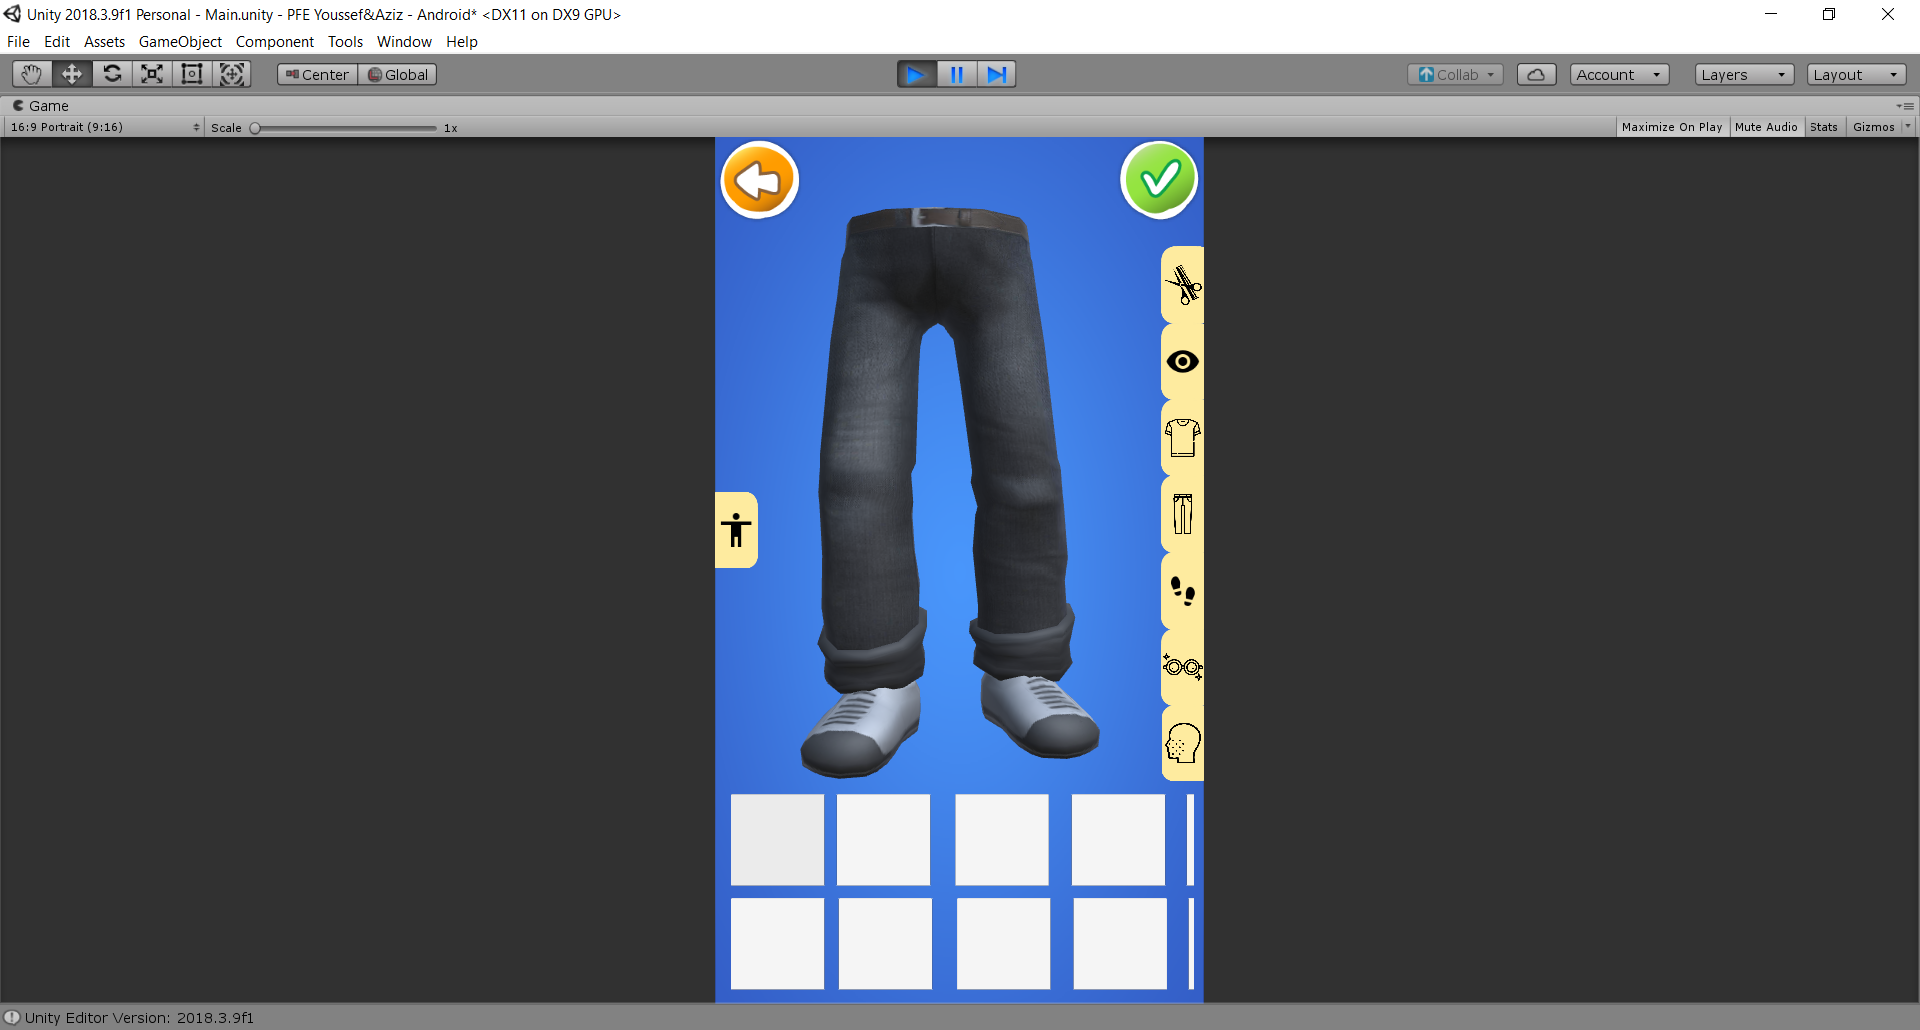 Unity 2018.3.9f1 Personal - Main.unity - PFE Youssef&Aziz - Android* <DX11 on DX9 GPU>
File Edit Assets GameObject Component Tools Window Help
Center Global Collab Account Layers Layout
Game
16:9 Portrait (9:16) Scale 1x Maximize On Play Mute Audio Stats Gizmos
Unity Editor Version: 2018.3.9f1